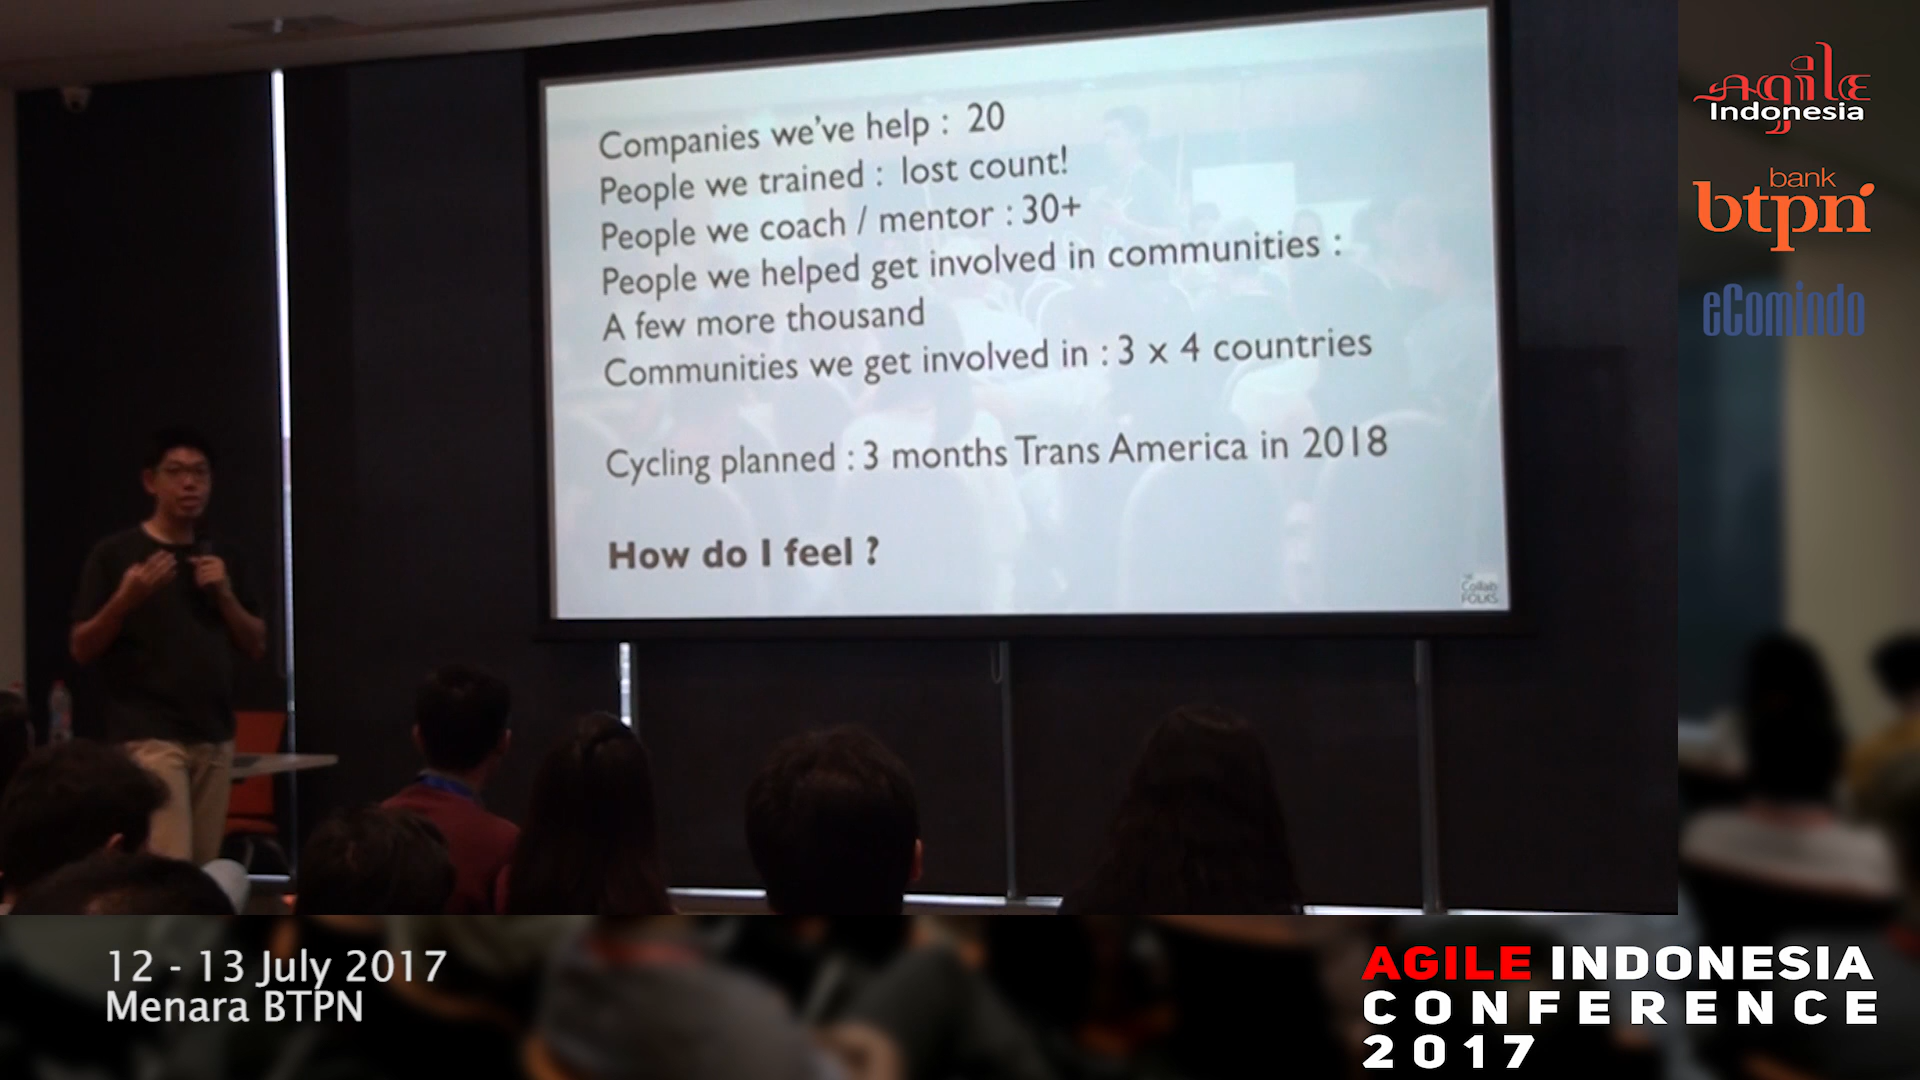 Companies we've help : 20
People we trained : lost count!
People we coach / mentor : 30+
People we helped get involved in communities :
A few more thousand
Communities we get involved in : 3 x 4 countries
Cycling planned : 3 months Trans America in 2018
How do I feel ?
Collab
FOLKS
agile
Indonesia
bank
btpn
eComindo
12 - 13 July 2017
Menara BTPN
AGILE INDONESIA
CONFERENCE
2017